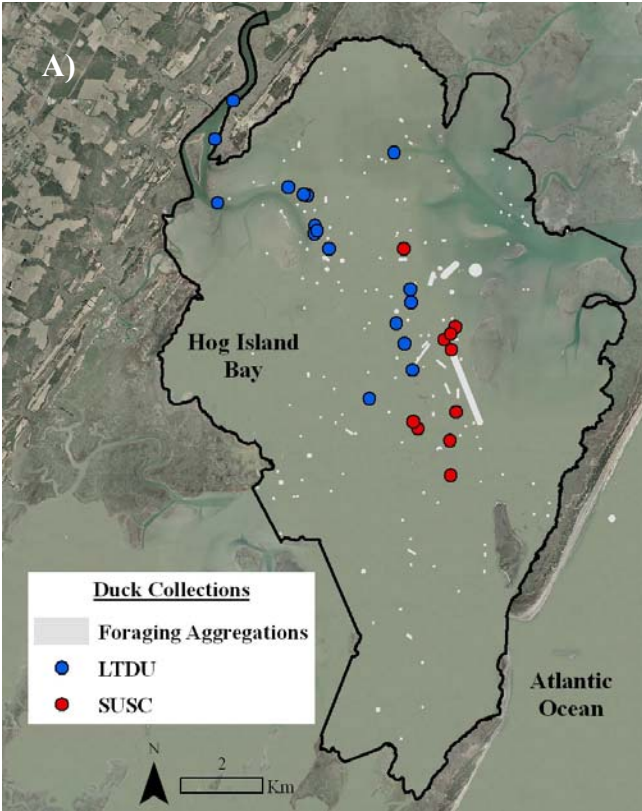 A)
Hog Island
Bay
Duck Collections
Foraging Aggregations
LTDU
SUSC
Atlantic
Ocean
N
2
Km